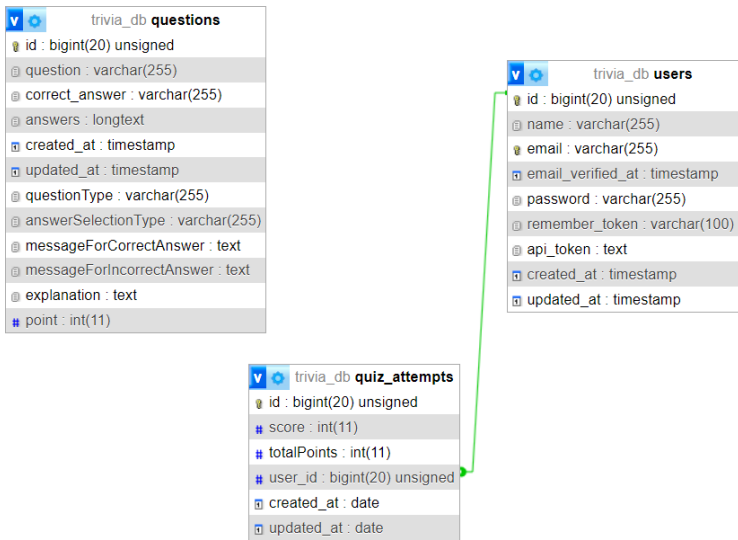 v trivia_db questions
id : bigint(20) unsigned
question : varchar(255)
correct_answer : varchar(255)
answers : longtext
created_at : timestamp
updated_at : timestamp
questionType : varchar(255)
answerSelectionType : varchar(255)
messageForCorrectAnswer : text
messageForIncorrectAnswer : text
explanation : text
# point : int(11)
v trivia_db users
id : bigint(20) unsigned
name : varchar(255)
email : varchar(255)
email_verified_at : timestamp
password : varchar(255)
remember_token : varchar(100)
api_token : text
created_at : timestamp
updated_at : timestamp
v trivia_db quiz_attempts
id : bigint(20) unsigned
# score : int(11)
# totalPoints : int(11)
# user_id : bigint(20) unsigned
created_at : date
updated_at : date